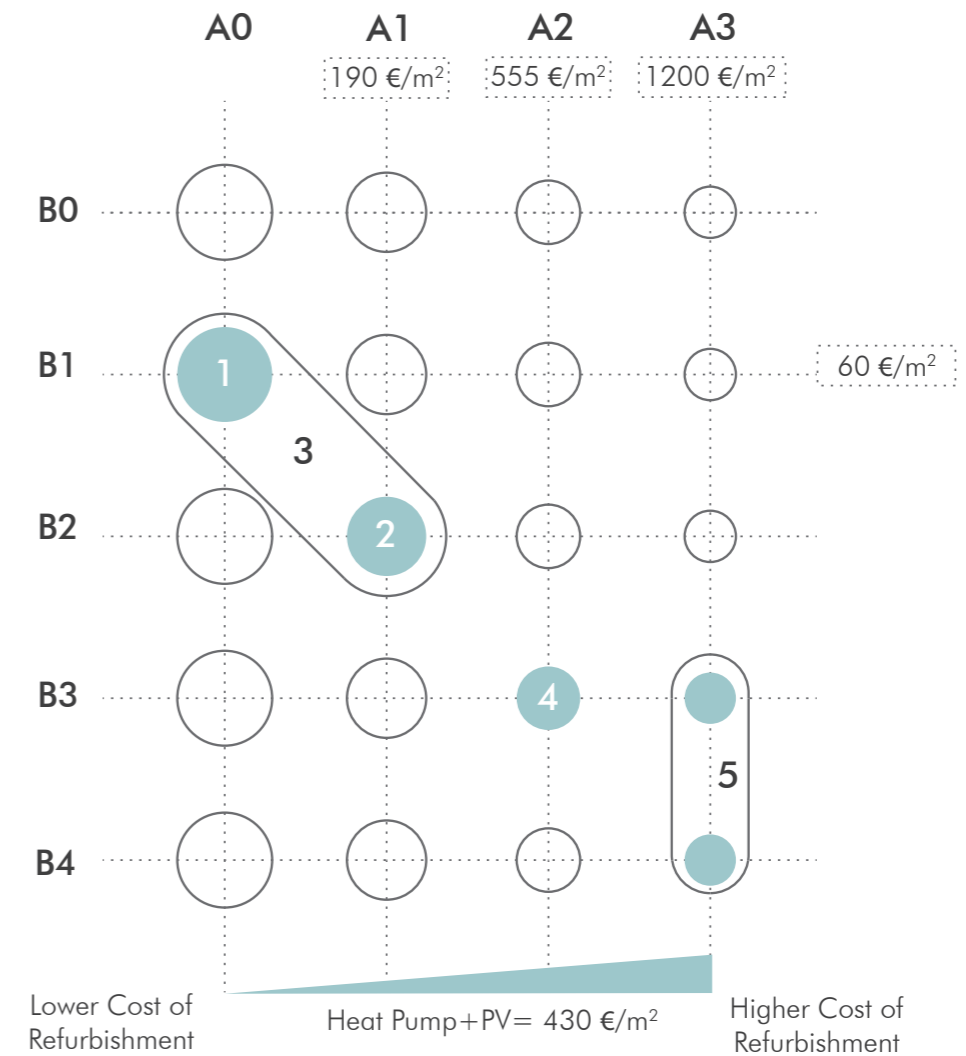 A0 A1 A2 A3
190 €/m² 555 €/m² 1200 €/m²
B0
B1 1 60 €/m²
3
B2 2
B3 4
5
B4
Lower Cost of
Refurbishment
Heat Pump+PV= 430 €/m²
Higher Cost of
Refurbishment